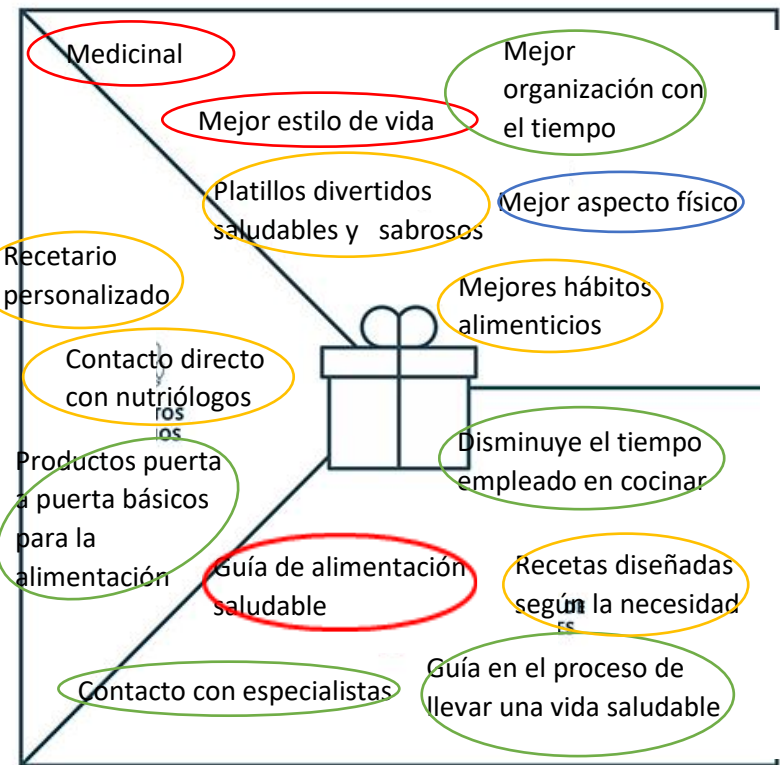 Medicinal
Mejor
organización con
el tiempo
Mejor estilo de vida
Platillos divertidos
saludables y sabrosos
Mejor aspecto físico
Recetario
personalizado
Mejores hábitos
alimenticios
Contacto directo
con nutriólogos
TOS
OS
Disminuye el tiempo
empleado en cocinar
Productos puerta
a puerta básicos
para la
alimentación
Guía de alimentación
saludable
Recetas diseñadas
según la necesidad
ES
Guía en el proceso de
llevar una vida saludable
Contacto con especialistas